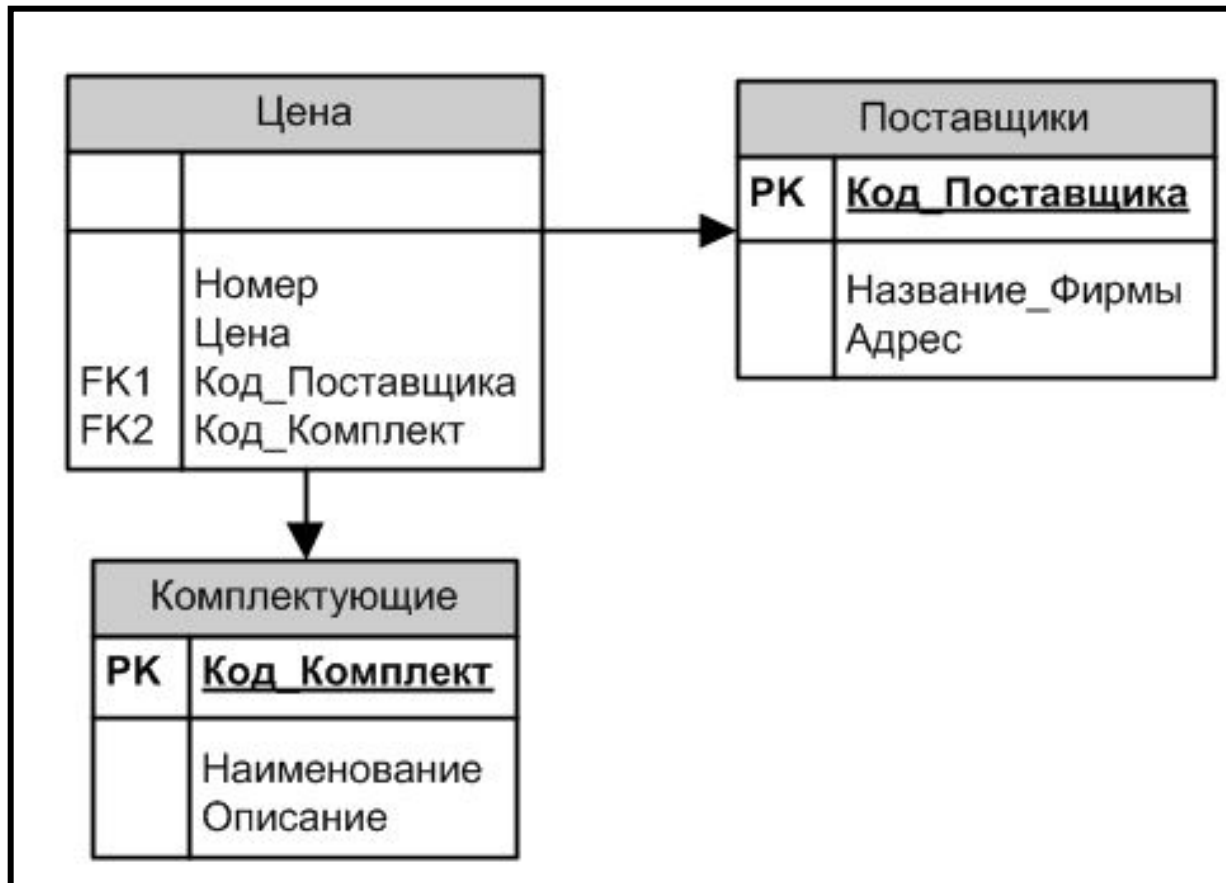 Цена
Номер
Цена
FK1 Код_Поставщика
FK2 Код_Комплект
Поставщики
PK Код_Поставщика
Название_Фирмы
Адрес
Комплектующие
PK Код_Комплект
Наименование
Описание